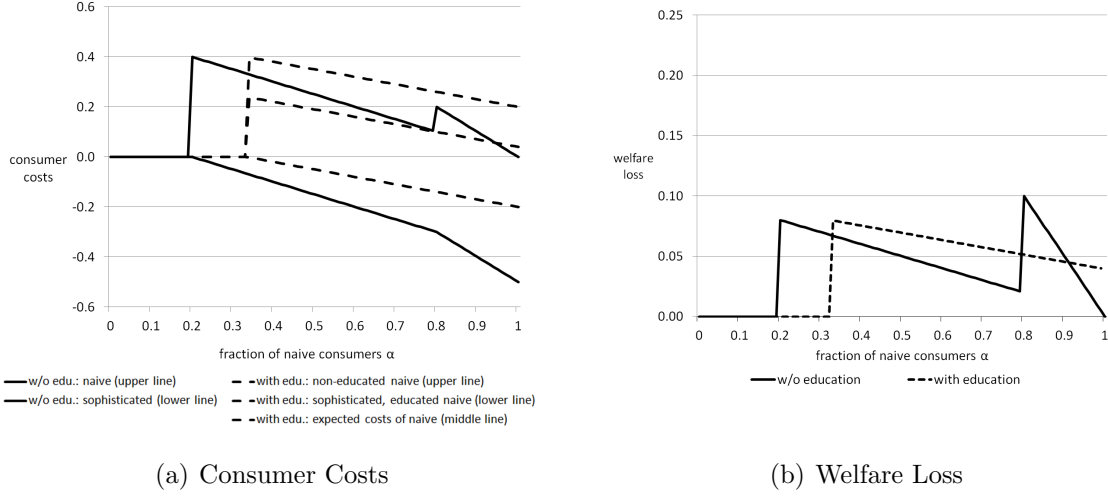 0.6
0.4
0.2
0.0
-0.2
-0.4
-0.6
consumer
costs
0 0.1 0.2 0.3 0.4 0.5 0.6 0.7 0.8 0.9 1
fraction of naive consumers α
w/o edu.: naive (upper line)
with edu.: non-educated naive (upper line)
w/o edu.: sophisticated (lower line)
with edu.: sophisticated, educated naive (lower line)
with edu.: expected costs of naive (middle line)
(a) Consumer Costs
0.25
0.20
0.15
0.10
0.05
0.00
welfare
loss
0 0.1 0.2 0.3 0.4 0.5 0.6 0.7 0.8 0.9 1
fraction of naive consumers α
w/o education
with education
(b) Welfare Loss